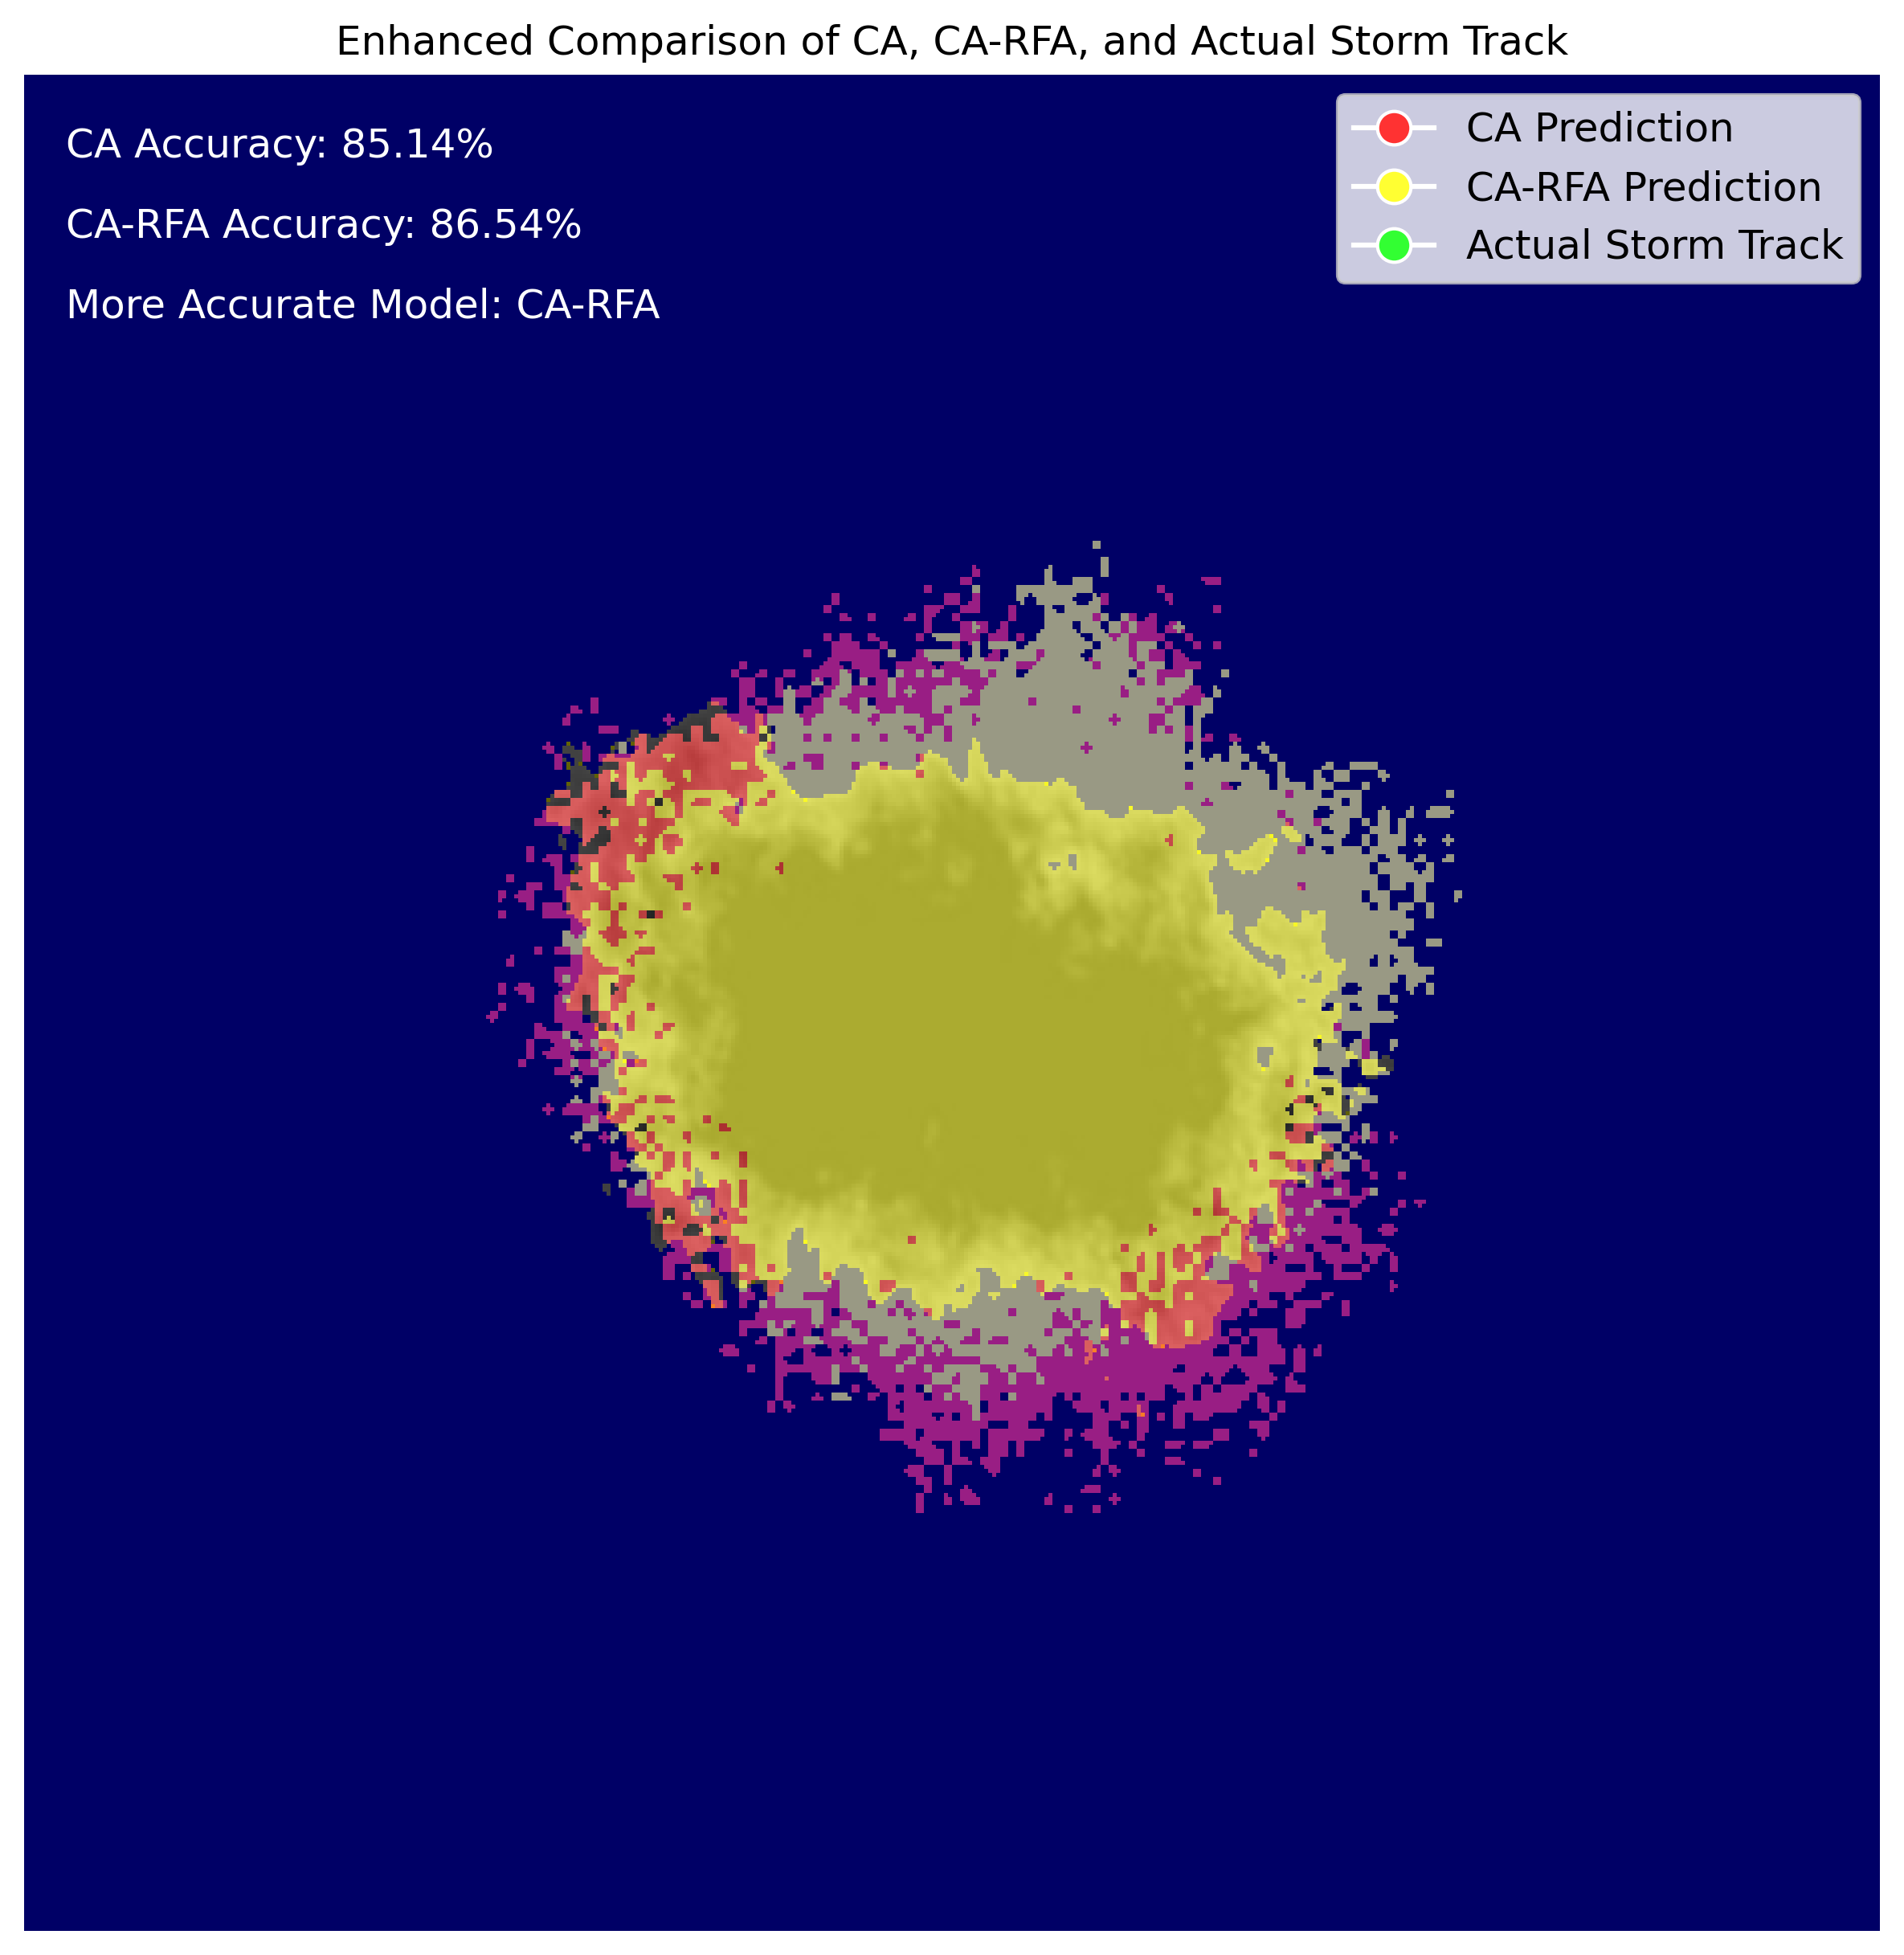 Enhanced Comparison of CA, CA-RFA, and Actual Storm Track
CA Accuracy: 85.14%
CA-RFA Accuracy: 86.54%
More Accurate Model: CA-RFA
CA Prediction
CA-RFA Prediction
Actual Storm Track